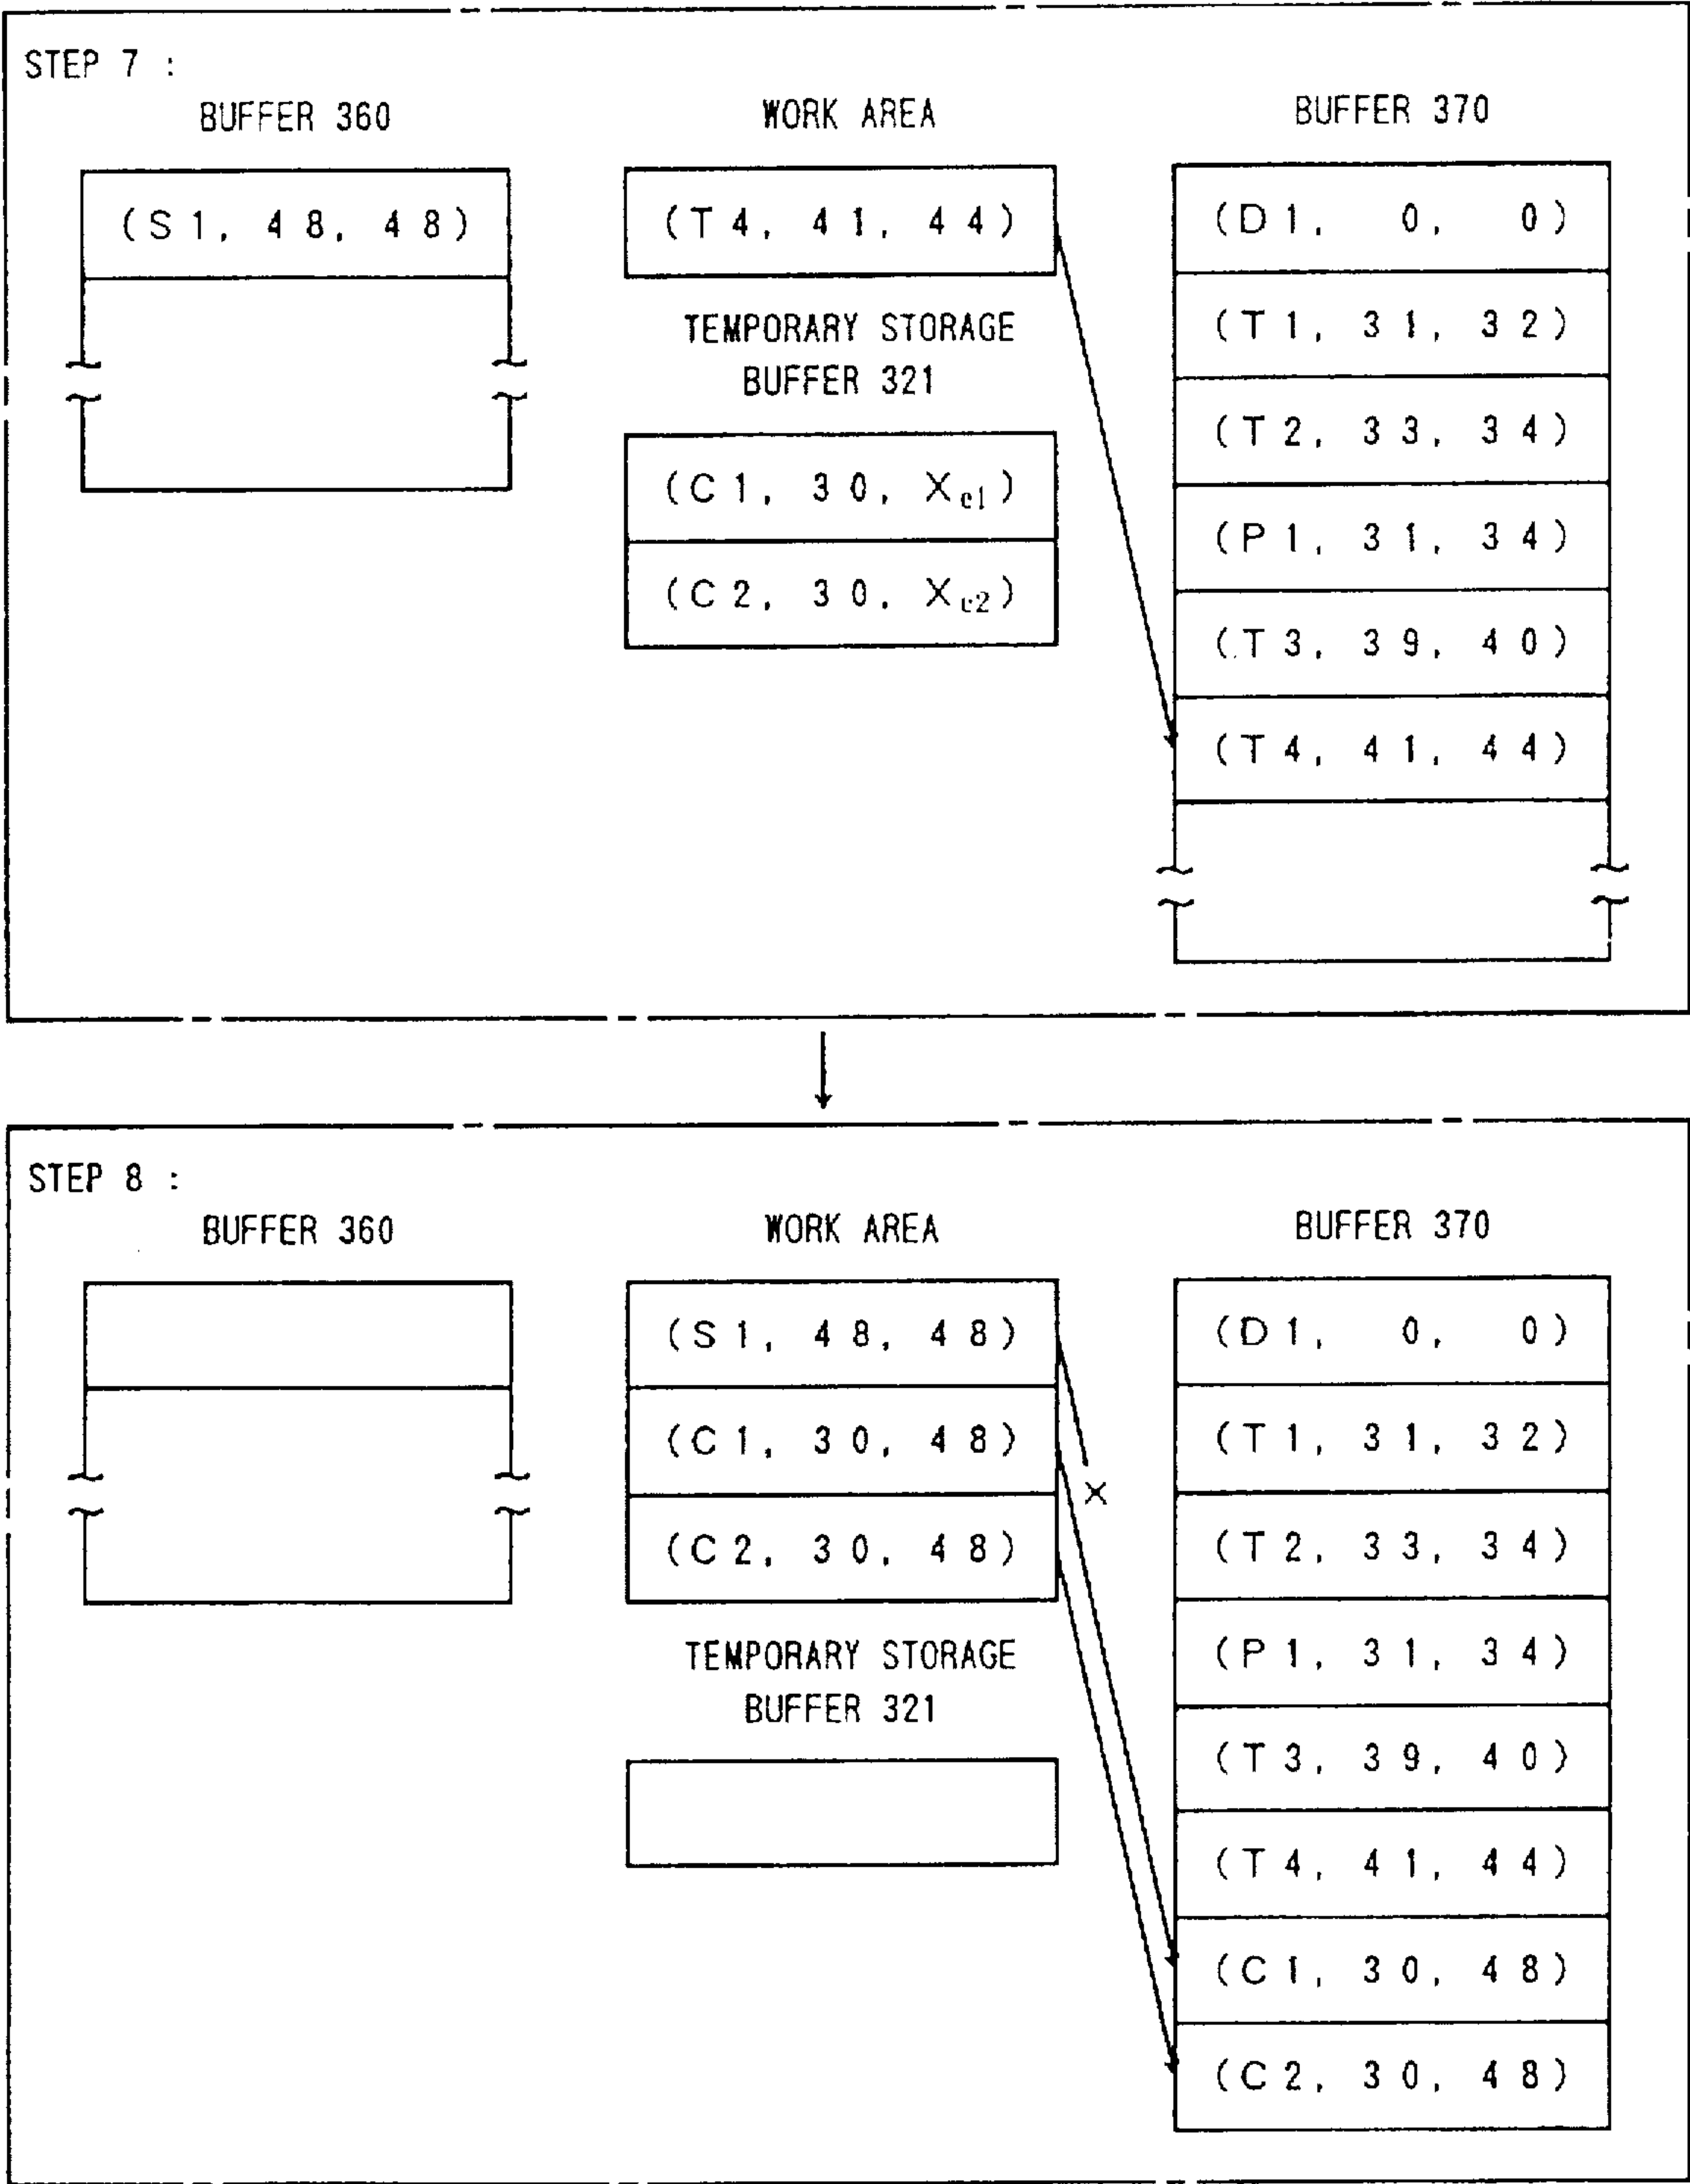 STEP 7 :
BUFFER 360
(S1, 48, 48)
WORK AREA
(T4, 41, 44)
TEMPORARY STORAGE
BUFFER 321
(C1, 30, Xe1)
(C2, 30, Xe2)
BUFFER 370
(D1, 0, 0)
(T1, 31, 32)
(T2, 33, 34)
(P1, 31, 34)
(T3, 39, 40)
(T4, 41, 44)
STEP 8 :
BUFFER 360
WORK AREA
(S1, 48, 48)
(C1, 30, 48)
(C2, 30, 48)
×
TEMPORARY STORAGE
BUFFER 321
BUFFER 370
(D1, 0, 0)
(T1, 31, 32)
(T2, 33, 34)
(P1, 31, 34)
(T3, 39, 40)
(T4, 41, 44)
(C1, 30, 48)
(C2, 30, 48)